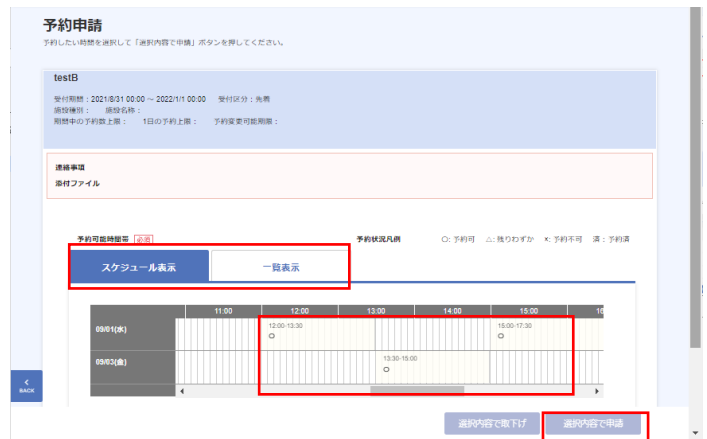 予約申請
予約したい時間を選択して「選択内容で申請」ボタンを押してください。
testB
受付期間：2021/8/31 00:00 ～ 2022/1/1 00:00 受付区分：先着
施設種別： 施設名称：
期間中の予約数上限： 1日の予約上限： 予約変更可能期限：
連絡事項
添付ファイル
予約可能時間帯 必須 予約状況凡例 ○: 予約可 △: 残りわずか ×: 予約不可 済：予約済
スケジュール表示 一覧表示
11:00 12:00 13:00 14:00 15:00 16
09/01(水) 12:00-13:30 ○ 15:00-17:30 ○
09/03(金) 13:30-15:00 ○
BACK
選択内容で取下げ 選択内容で申請